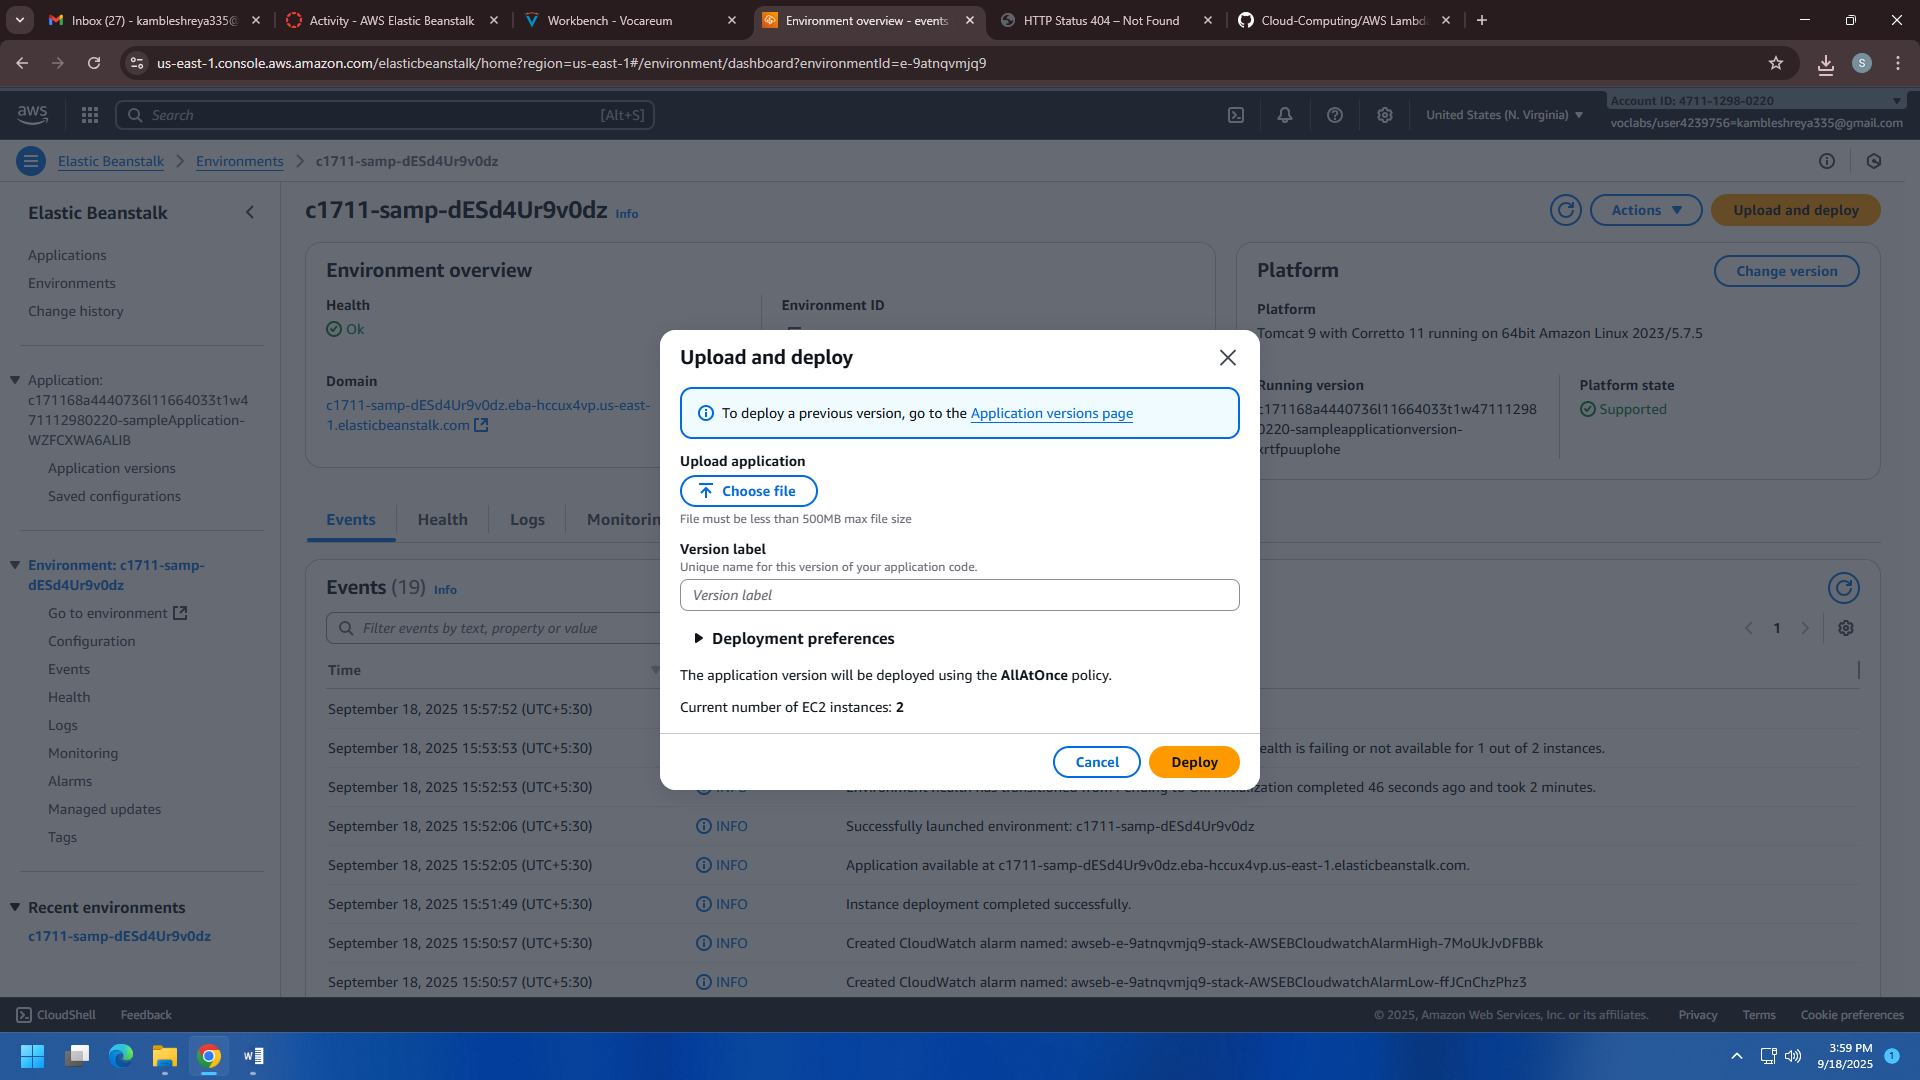 Inbox (27) - kambleshreya335@
Activity - AWS Elastic Beanstalk
Workbench - Vocareum
Environment overview - events
HTTP Status 404 – Not Found
Cloud-Computing/AWS Lambd
us-east-1.console.aws.amazon.com/elasticbeanstalk/home?region=us-east-1#/environment/dashboard?environmentId=e-9atnqvmjq9
S
aws
Search
[Alt+S]
United States (N. Virginia)
Account ID: 4711-1298-0220
voclabs/user4239756=kambleshreya335@gmail.com
Elastic Beanstalk
Environments
c1711-samp-dESd4Ur9v0dz
Elastic Beanstalk
Applications
Environments
Change history
Application:
c171168a4440736l11664033t1w4
71112980220-sampleApplication-
WZFCXWA6ALIB
Application versions
Saved configurations
Environment: c1711-samp-
dESd4Ur9v0dz
Go to environment
Configuration
Events
Health
Logs
Monitoring
Alarms
Managed updates
Tags
Recent environments
c1711-samp-dESd4Ur9v0dz
c1711-samp-dESd4Ur9v0dz Info
Actions
Upload and deploy
Environment overview
Health
Ok
Environment ID
Domain
c1711-samp-dESd4Ur9v0dz.eba-hccux4vp.us-east-
1.elasticbeanstalk.com
Platform
Change version
Platform
Tomcat 9 with Corretto 11 running on 64bit Amazon Linux 2023/5.7.5
Running version
c171168a4440736l11664033t1w47111298
0220-sampleapplicationversion-
xrtfpuuplohe
Platform state
Supported
Upload and deploy
To deploy a previous version, go to the Application versions page
Upload application
Choose file
File must be less than 500MB max file size
Version label
Unique name for this version of your application code.
Version label
Deployment preferences
The application version will be deployed using the AllAtOnce policy.
Current number of EC2 instances: 2
Cancel
Deploy
Events
Health
Logs
Monitorin
Events (19) Info
Filter events by text, property or value
1
Time
September 18, 2025 15:57:52 (UTC+5:30)
September 18, 2025 15:53:53 (UTC+5:30) ealth is failing or not available for 1 out of 2 instances.
September 18, 2025 15:52:53 (UTC+5:30) INFO Environment health has transitioned from Pending to Ok. Initialization completed 46 seconds ago and took 2 minutes.
September 18, 2025 15:52:06 (UTC+5:30) INFO Successfully launched environment: c1711-samp-dESd4Ur9v0dz
September 18, 2025 15:52:05 (UTC+5:30) INFO Application available at c1711-samp-dESd4Ur9v0dz.eba-hccux4vp.us-east-1.elasticbeanstalk.com.
September 18, 2025 15:51:49 (UTC+5:30) INFO Instance deployment completed successfully.
September 18, 2025 15:50:57 (UTC+5:30) INFO Created CloudWatch alarm named: awseb-e-9atnqvmjq9-stack-AWSEBCloudwatchAlarmHigh-7MoUkJvDFBBk
September 18, 2025 15:50:57 (UTC+5:30) INFO Created CloudWatch alarm named: awseb-e-9atnqvmjq9-stack-AWSEBCloudwatchAlarmLow-ffJCnChzPhz3
CloudShell
Feedback
© 2025, Amazon Web Services, Inc. or its affiliates.
Privacy
Terms
Cookie preferences
3:59 PM
9/18/2025
1